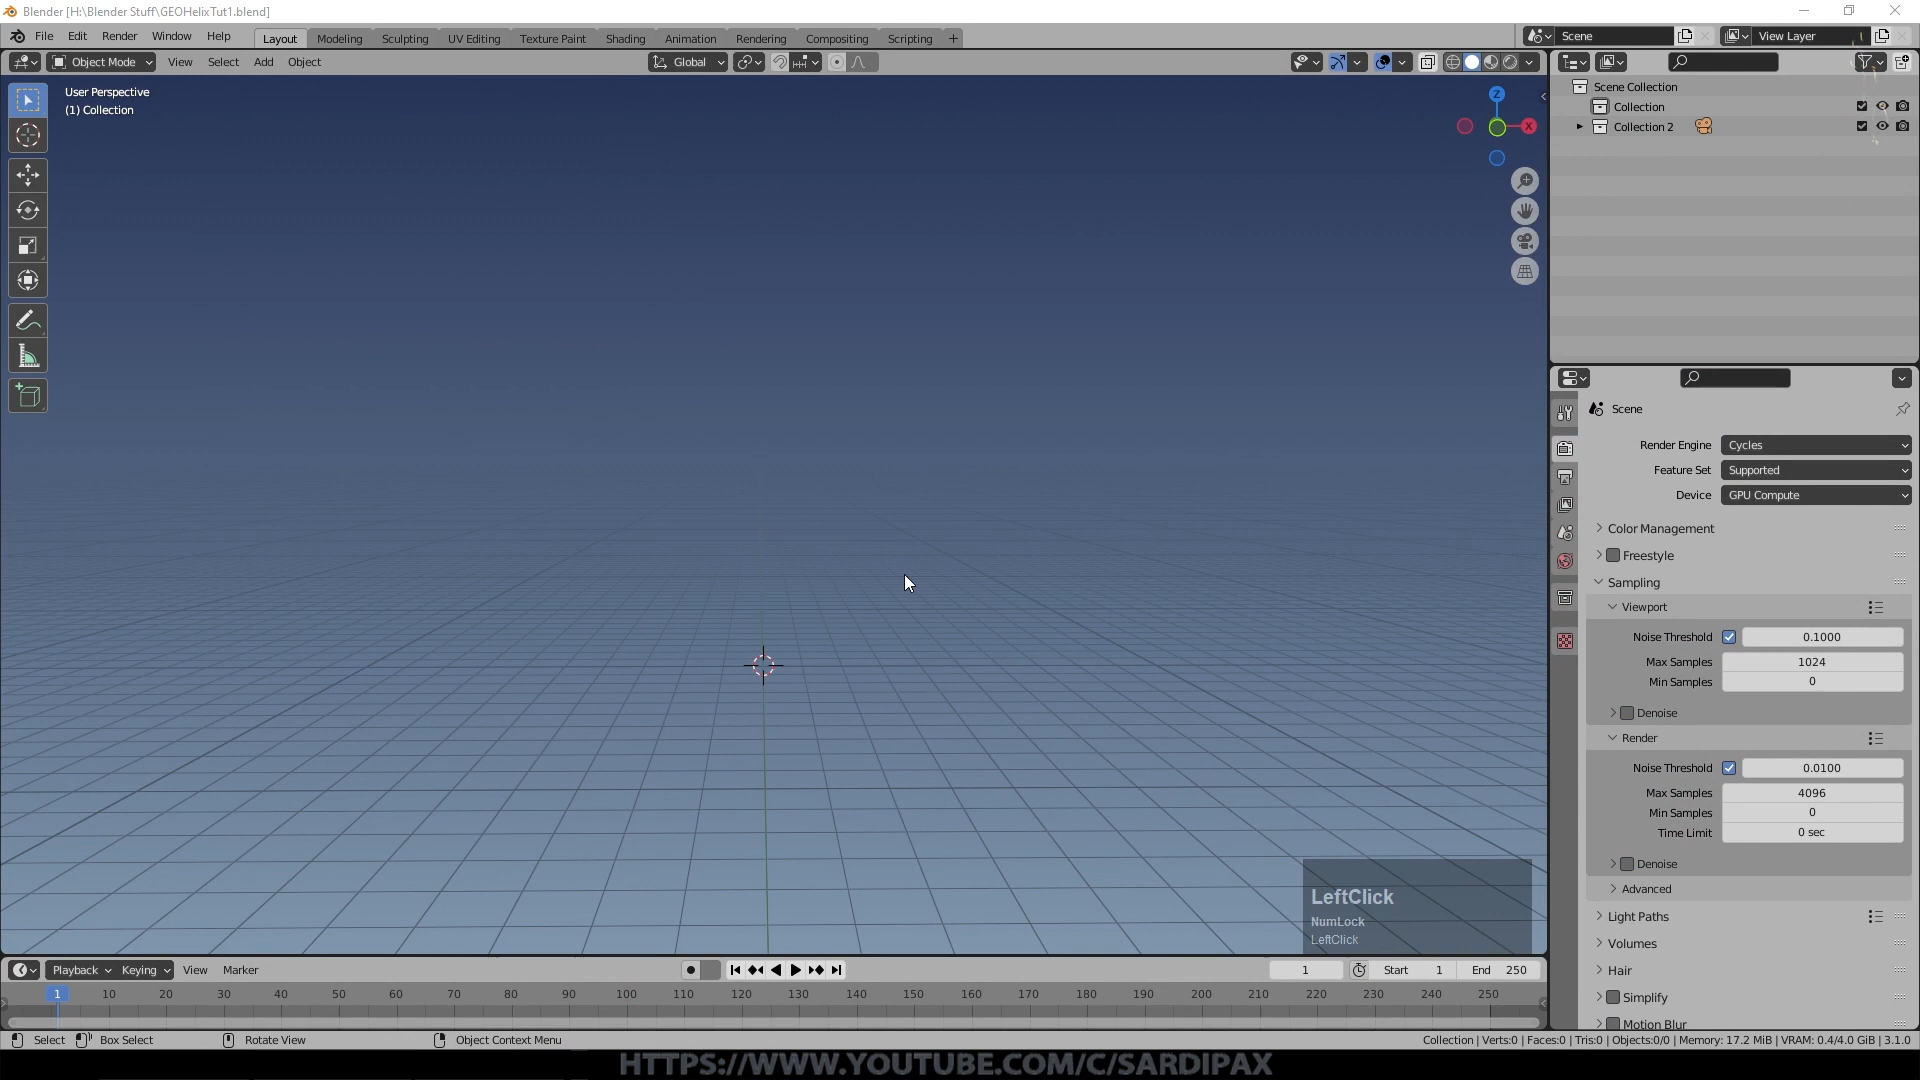 Blender [H:\Blender Stuff\GEOHelixTut1.blend]
File Edit Render Window Help Layout Modeling Sculpting UV Editing Texture Paint Shading Animation Rendering Compositing Scripting + Scene View Layer
Object Mode View Select Add Object Global
User Perspective
(1) Collection
Z
X
Scene Collection
Collection
Collection 2
Scene
Render Engine Cycles
Feature Set Supported
Device GPU Compute
Color Management
Freestyle
Sampling
Viewport
Noise Threshold 0.1000
Max Samples 1024
Min Samples 0
Denoise
Render
Noise Threshold 0.0100
Max Samples 4096
Min Samples 0
Time Limit 0 sec
Denoise
Advanced
Light Paths
Volumes
Hair
Simplify
Motion Blur
LeftClick
NumLock
LeftClick
Playback Keying View Marker 1 Start 1 End 250
1 10 20 30 40 50 60 70 80 90 100 110 120 130 140 150 160 170 180 190 200 210 220 230 240 250
Select Box Select Rotate View Object Context Menu Collection | Verts:0 | Faces:0 | Tris:0 | Objects:0/0 | Memory: 17.2 MiB | VRAM: 0.4/4.0 GiB | 3.1.0
HTTPS://WWW.YOUTUBE.COM/C/SARDIPAX